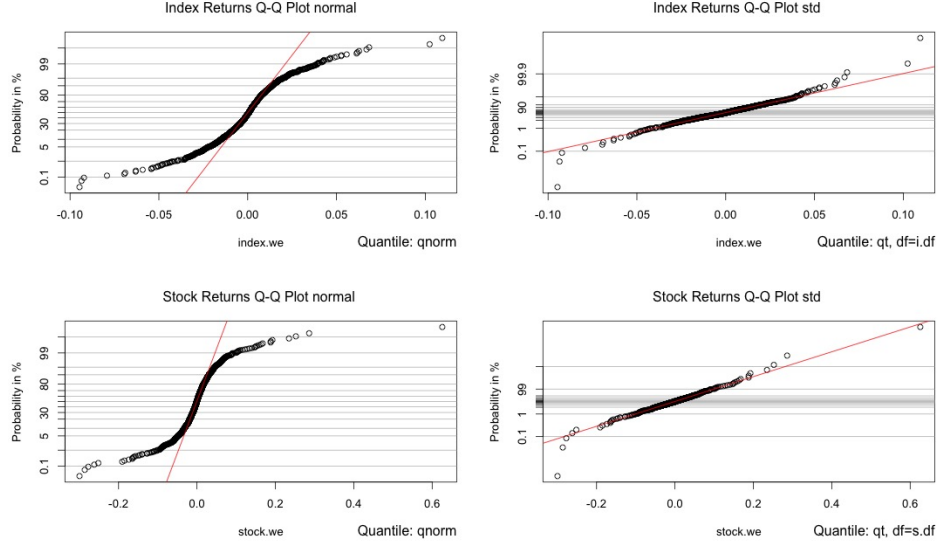 Index Returns Q-Q Plot normal
Probability in %
99
80
30
5
0.1
-0.10
-0.05
0.00
0.05
0.10
index.we
Quantile: qnorm
Index Returns Q-Q Plot std
Probability in %
99.9
90
1
0.1
-0.10
-0.05
0.00
0.05
0.10
index.we
Quantile: qt, df=i.df
Stock Returns Q-Q Plot normal
Probability in %
99
80
30
5
0.1
-0.2
0.0
0.2
0.4
0.6
stock.we
Quantile: qnorm
Stock Returns Q-Q Plot std
Probability in %
99
1
0.1
-0.2
0.0
0.2
0.4
0.6
stock.we
Quantile: qt, df=s.df